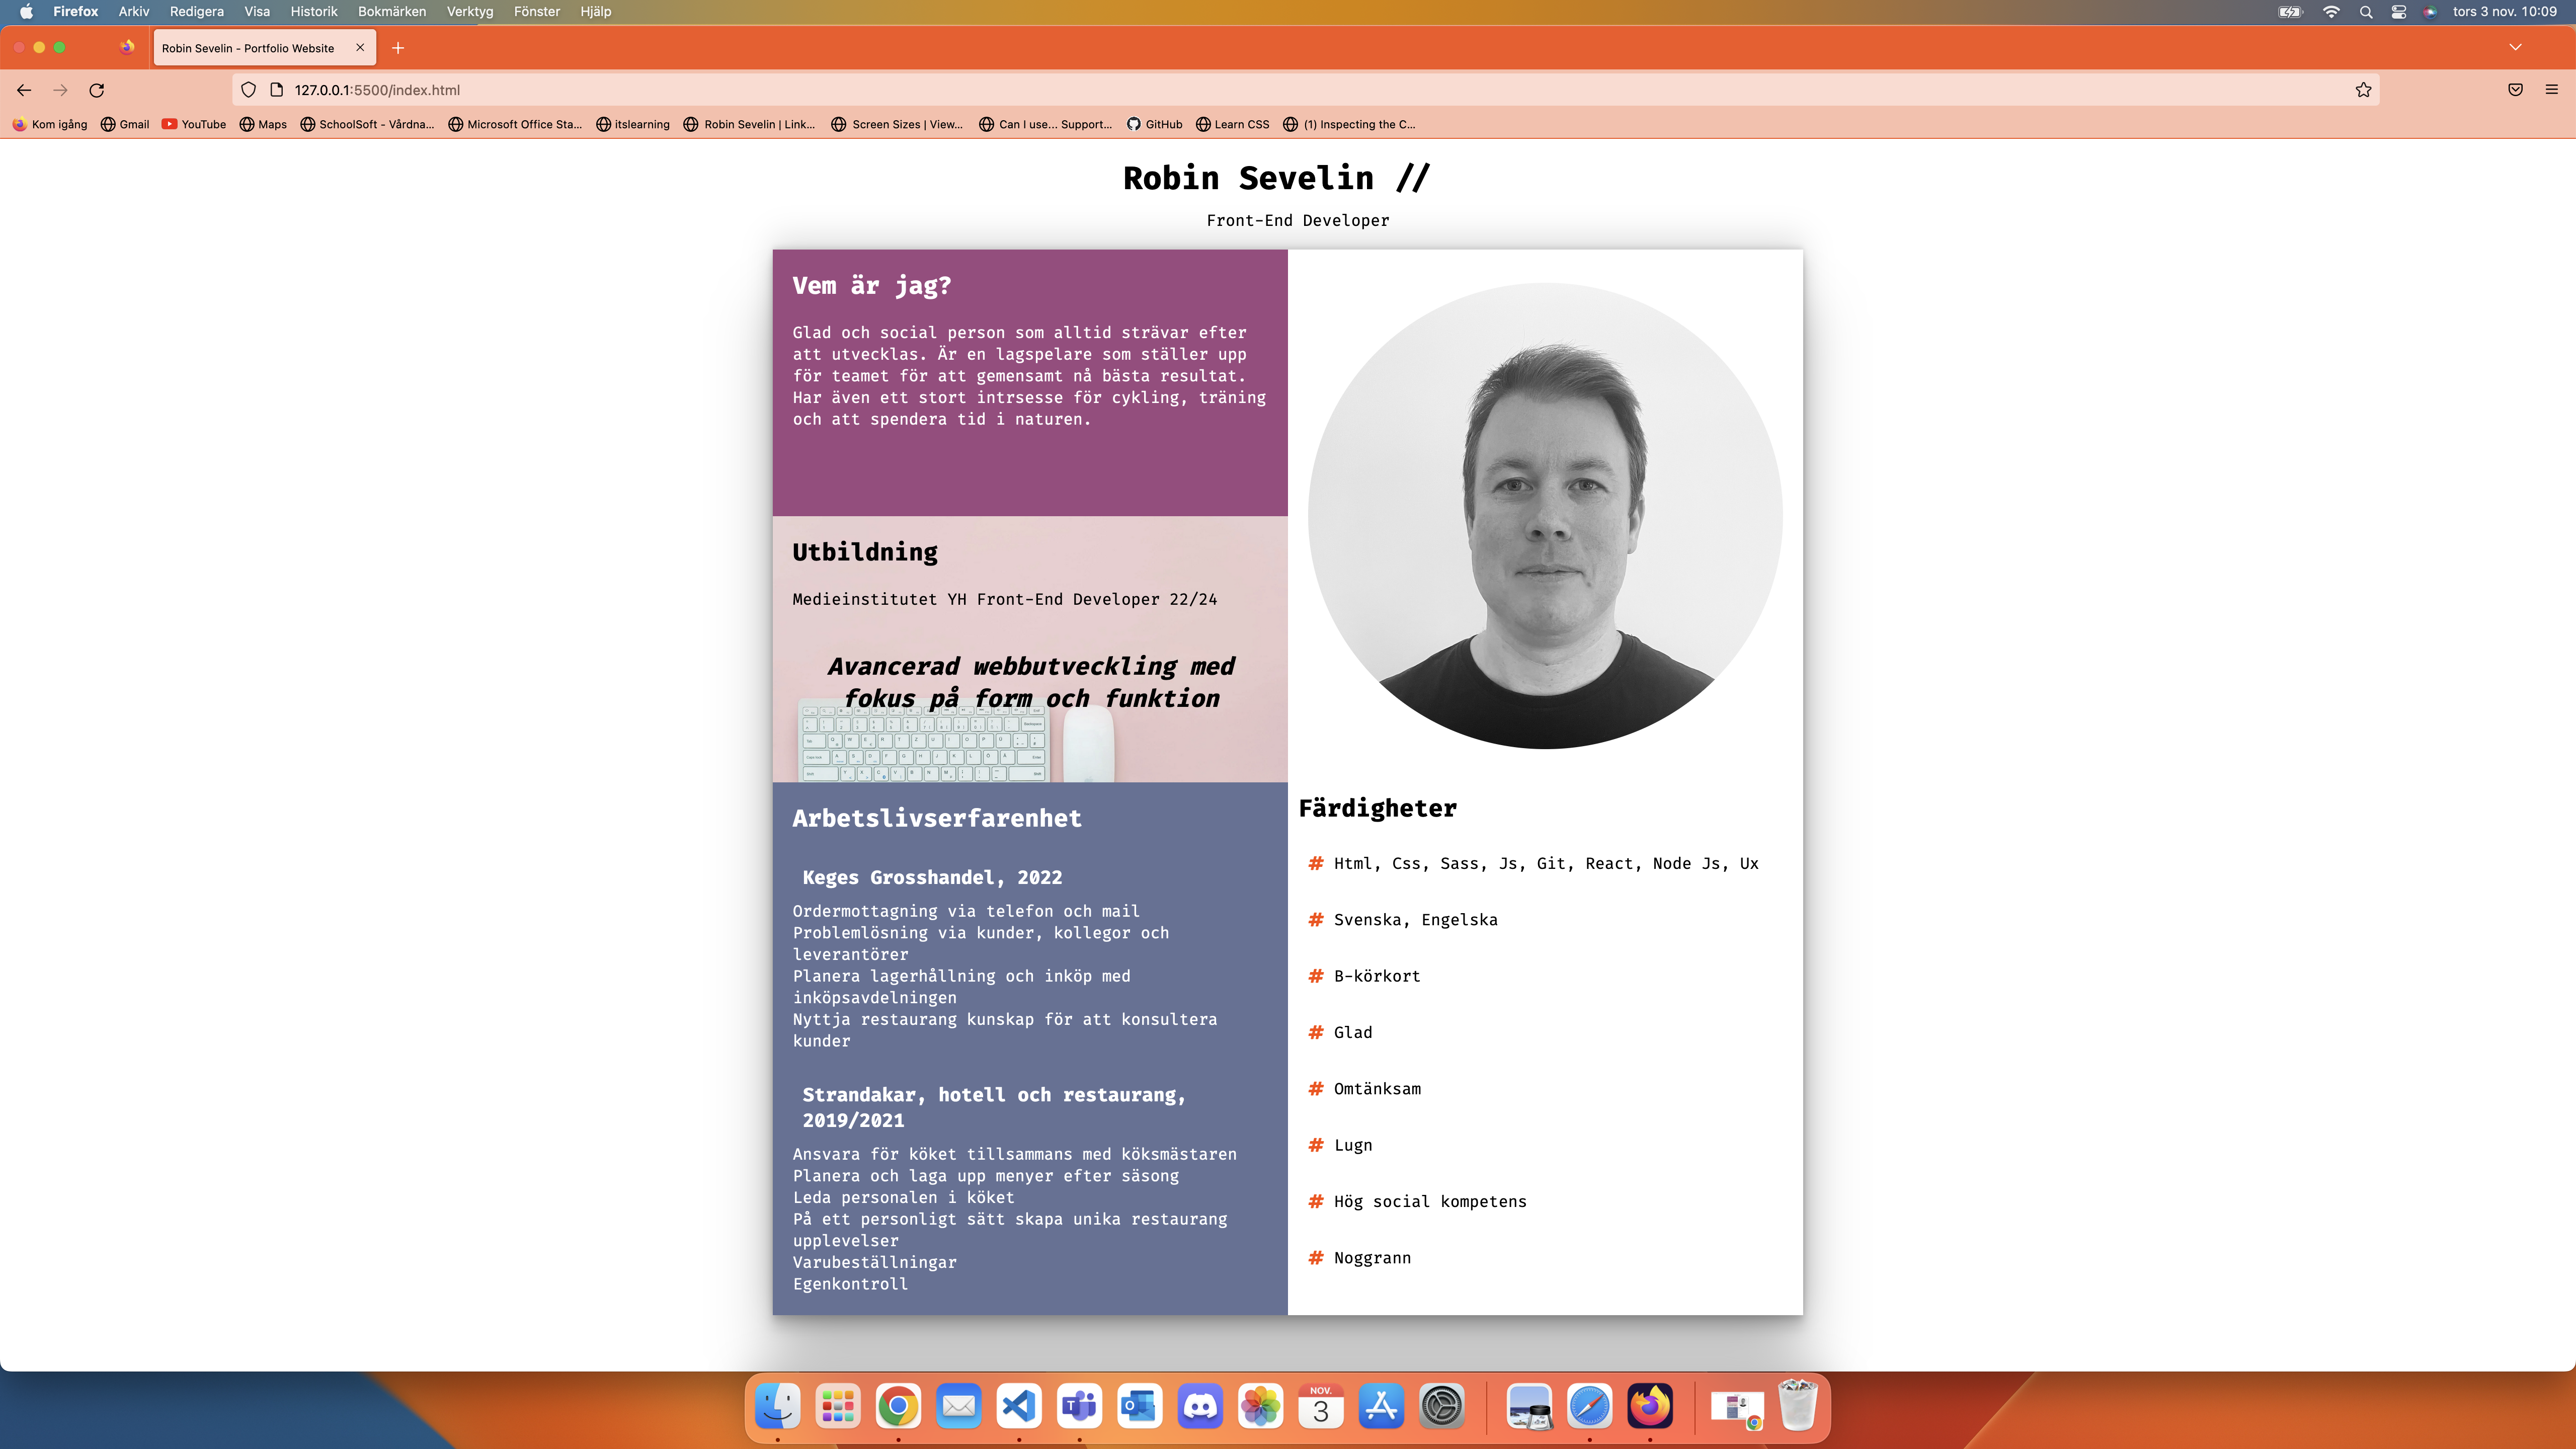 Firefox Arkiv Redigera Visa Historik Bokmärken Verktyg Fönster Hjälp
tors 3 nov. 10:09
Robin Sevelin - Portfolio Website
127.0.0.1:5500/index.html
Kom igång Gmail YouTube Maps SchoolSoft - Vårdna... Microsoft Office Sta... itslearning Robin Sevelin | Link... Screen Sizes | View... Can I use... Support... GitHub Learn CSS (1) Inspecting the C...
Robin Sevelin //
Front-End Developer
Vem är jag?
Glad och social person som alltid strävar efter
att utvecklas. Är en lagspelare som ställer upp
för teamet för att gemensamt nå bästa resultat.
Har även ett stort intrsesse för cykling, träning
och att spendera tid i naturen.
Utbildning
Medieinstitutet YH Front-End Developer 22/24
Avancerad webbutveckling med
fokus på form och funktion
Arbetslivserfarenhet
Keges Grosshandel, 2022
Ordermottagning via telefon och mail
Problemlösning via kunder, kollegor och
leverantörer
Planera lagerhållning och inköp med
inköpsavdelningen
Nyttja restaurang kunskap för att konsultera
kunder
Strandakar, hotell och restaurang,
2019/2021
Ansvara för köket tillsammans med köksmästaren
Planera och laga upp menyer efter säsong
Leda personalen i köket
På ett personligt sätt skapa unika restaurang
upplevelser
Varubeställningar
Egenkontroll
Färdigheter
# Html, Css, Sass, Js, Git, React, Node Js, Ux
# Svenska, Engelska
# B-körkort
# Glad
# Omtänksam
# Lugn
# Hög social kompetens
# Noggrann
NOV.
3